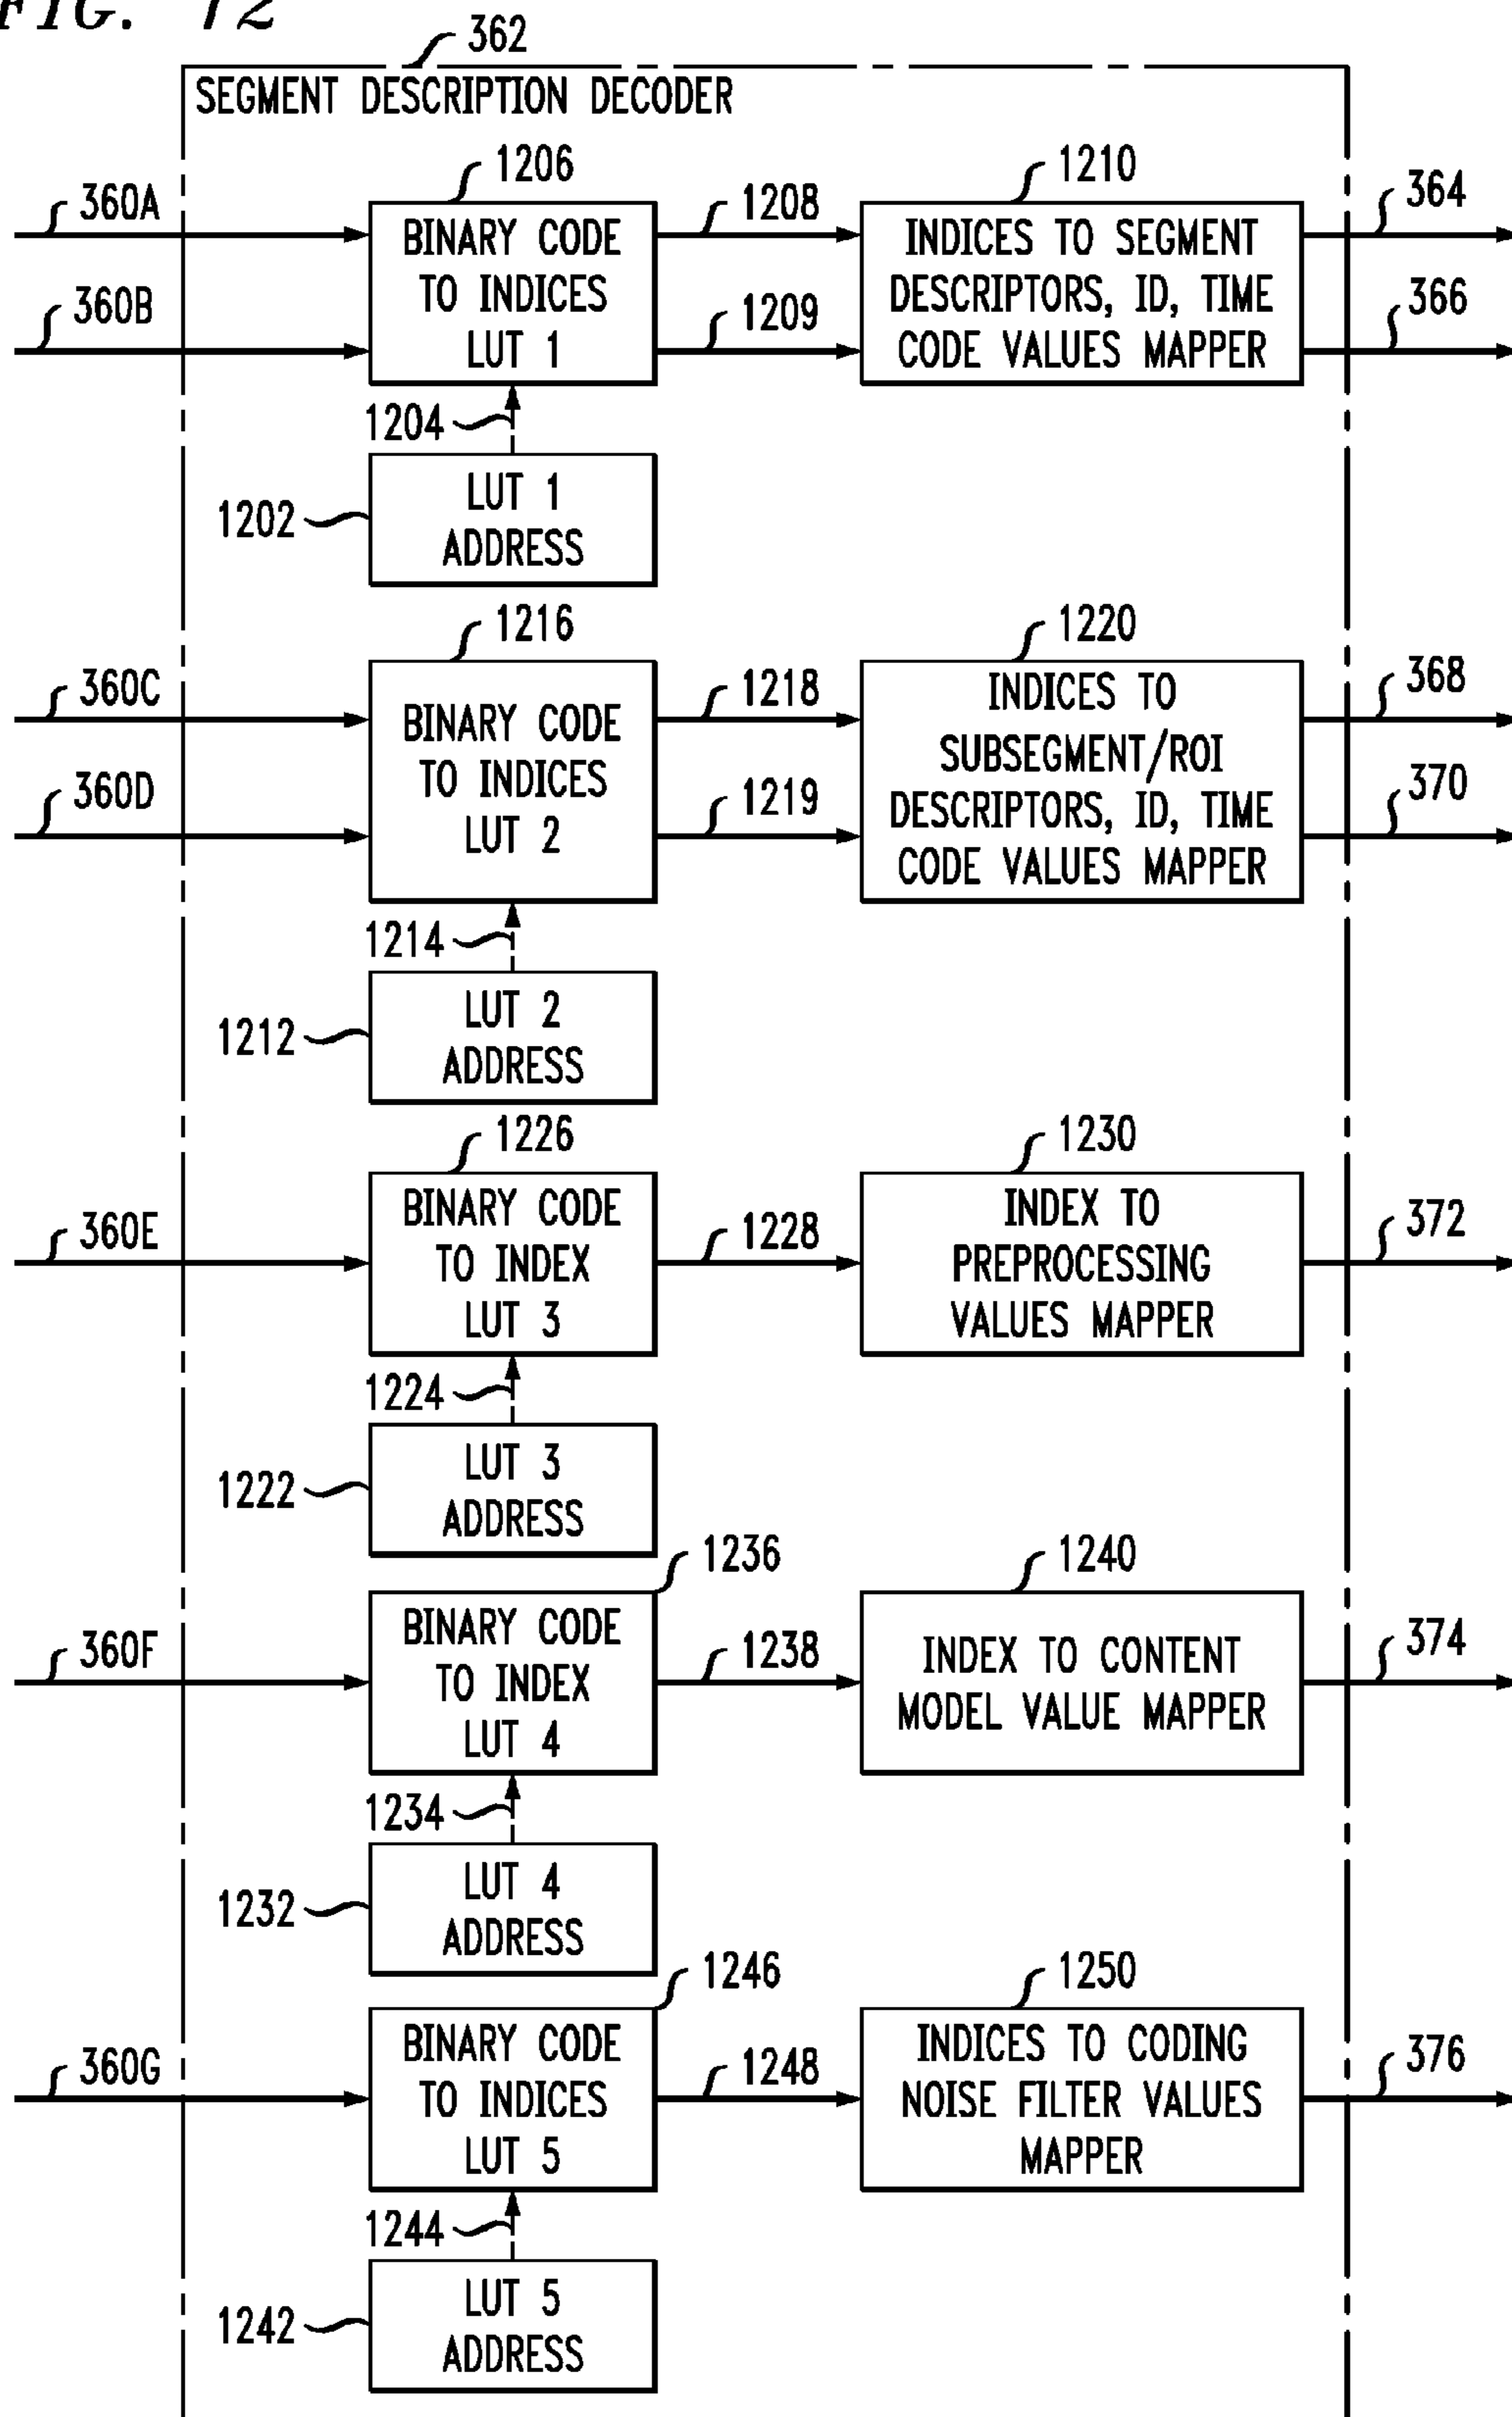 FIG. 12
362
SEGMENT DESCRIPTION DECODER
1206
1210
360A
BINARY CODE
TO INDICES
LUT 1
1208
INDICES TO SEGMENT
DESCRIPTORS, ID, TIME
CODE VALUES MAPPER
364
360B
1209
366
1204
1202
LUT 1
ADDRESS
1216
1220
360C
BINARY CODE
TO INDICES
LUT 2
1218
INDICES TO
SUBSEGMENT/ROI
DESCRIPTORS, ID, TIME
CODE VALUES MAPPER
368
360D
1219
370
1214
1212
LUT 2
ADDRESS
1226
1230
360E
BINARY CODE
TO INDEX
LUT 3
1228
INDEX TO
PREPROCESSING
VALUES MAPPER
372
1224
1222
LUT 3
ADDRESS
1236
1240
360F
BINARY CODE
TO INDEX
LUT 4
1238
INDEX TO CONTENT
MODEL VALUE MAPPER
374
1234
1232
LUT 4
ADDRESS
1246
1250
360G
BINARY CODE
TO INDICES
LUT 5
1248
INDICES TO CODING
NOISE FILTER VALUES
MAPPER
376
1244
1242
LUT 5
ADDRESS